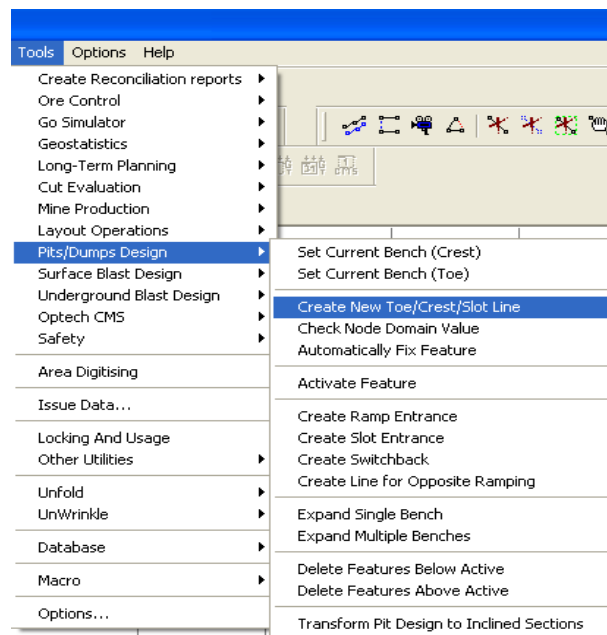 Tools Options Help
Create Reconciliation reports
Ore Control
Go Simulator
Geostatistics
Long-Term Planning
Cut Evaluation
Mine Production
Layout Operations
Pits/Dumps Design
Surface Blast Design
Underground Blast Design
Optech CMS
Safety
Area Digitising
Issue Data...
Locking And Usage
Other Utilities
Unfold
UnWrinkle
Database
Macro
Options...
Set Current Bench (Crest)
Set Current Bench (Toe)
Create New Toe/Crest/Slot Line
Check Node Domain Value
Automatically Fix Feature
Activate Feature
Create Ramp Entrance
Create Slot Entrance
Create Switchback
Create Line for Opposite Ramping
Expand Single Bench
Expand Multiple Benches
Delete Features Below Active
Delete Features Above Active
Transform Pit Design to Inclined Sections